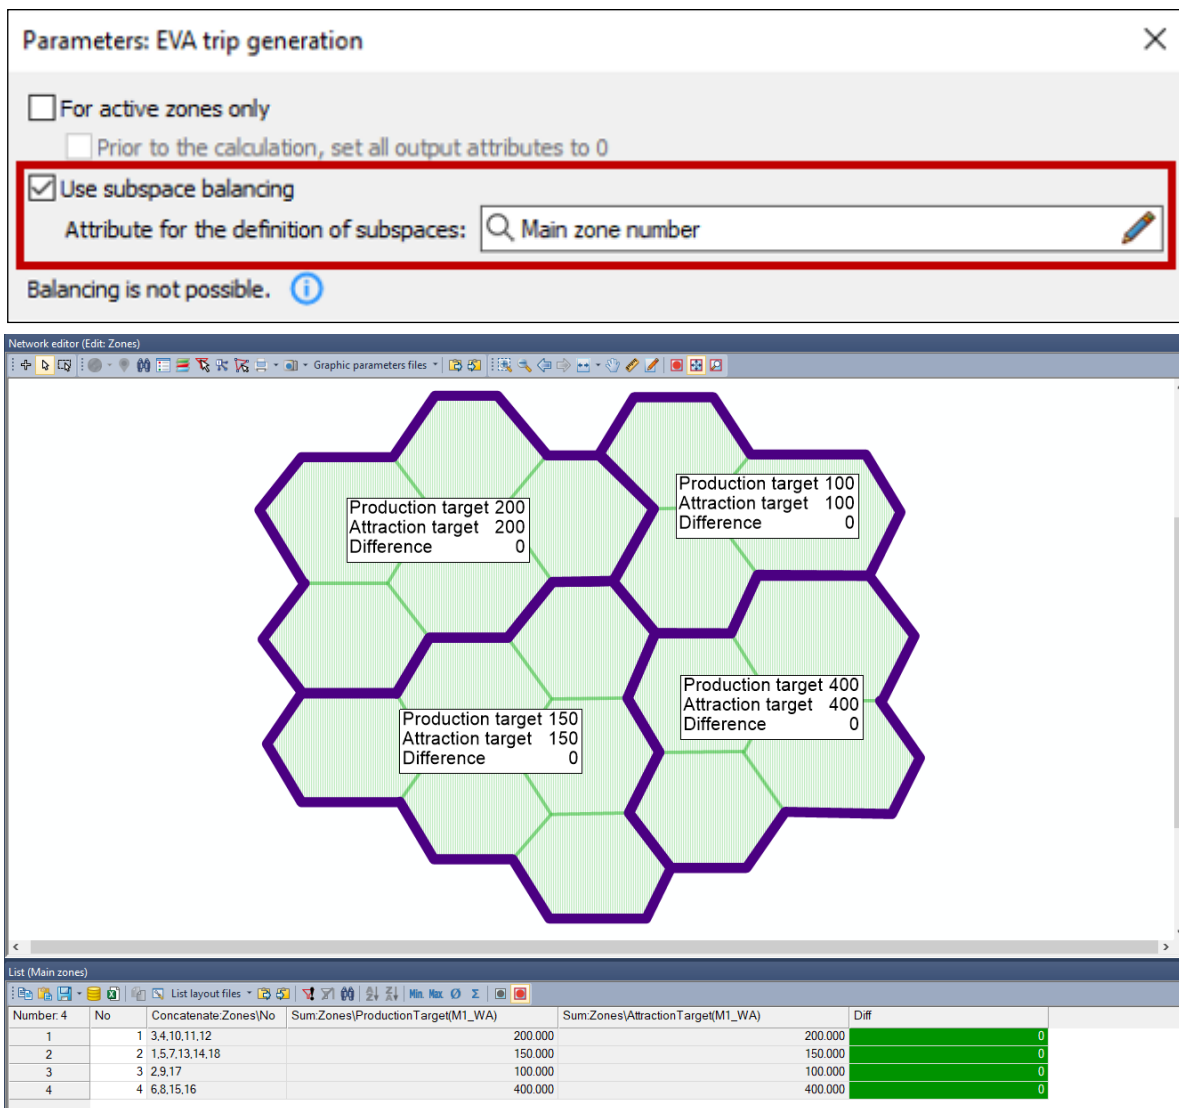 Parameters: EVA trip generation
For active zones only
Prior to the calculation, set all output attributes to 0
Use subspace balancing
Attribute for the definition of subspaces: Main zone number
Balancing is not possible.
Network editor (Edit: Zones)
Graphic parameters files
Production target 200
Attraction target 200
Difference 0
Production target 100
Attraction target 100
Difference 0
Production target 150
Attraction target 150
Difference 0
Production target 400
Attraction target 400
Difference 0
List (Main zones)
List layout files Min. Max Ø Σ
Number: 4 No Concatenate:Zones\No Sum:Zones\ProductionTarget(M1_WA) Sum:Zones\AttractionTarget(M1_WA) Diff
1 1 3,4,10,11,12 200.000 200.000 0
2 2 1,5,7,13,14,18 150.000 150.000 0
3 3 2,9,17 100.000 100.000 0
4 4 6,8,15,16 400.000 400.000 0